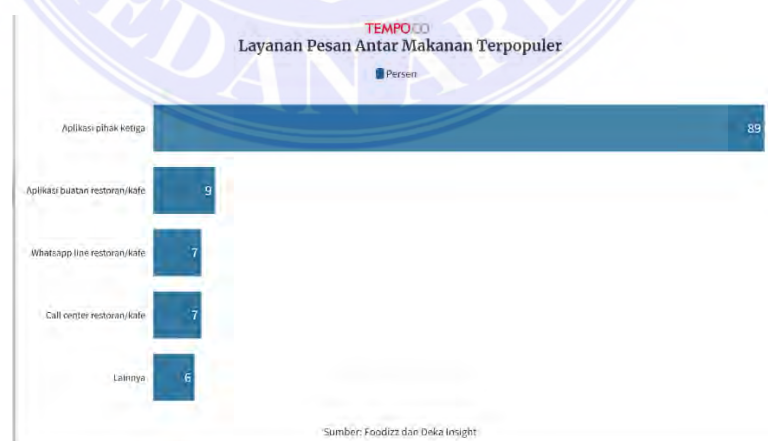 TEMPO.CO
Layanan Pesan Antar Makanan Terpopuler
Persen
Aplikasi pihak ketiga 89
Aplikasi buatan restoran/kafe 9
Whatsapp line restoran/kafe 7
Call center restoran/kafe 7
Lainnya 6
Sumber: Foodizz dan Deka Insight